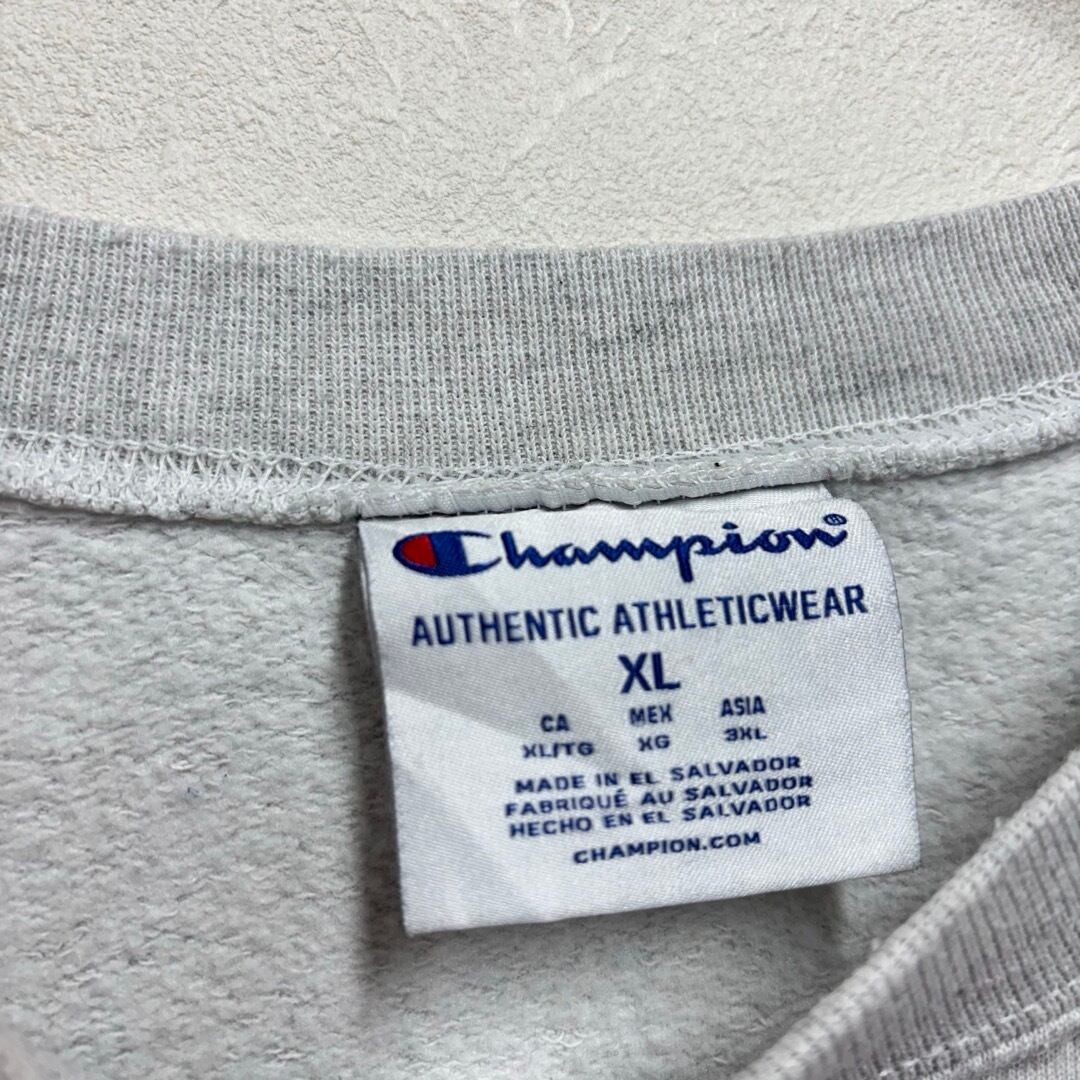 Champion®
AUTHENTIC ATHLETICWEAR
XL
CA MEX ASIA
XL/TG XG 3XL
MADE IN EL SALVADOR
FABRIQUÉ AU SALVADOR
HECHO EN EL SALVADOR
CHAMPION.COM